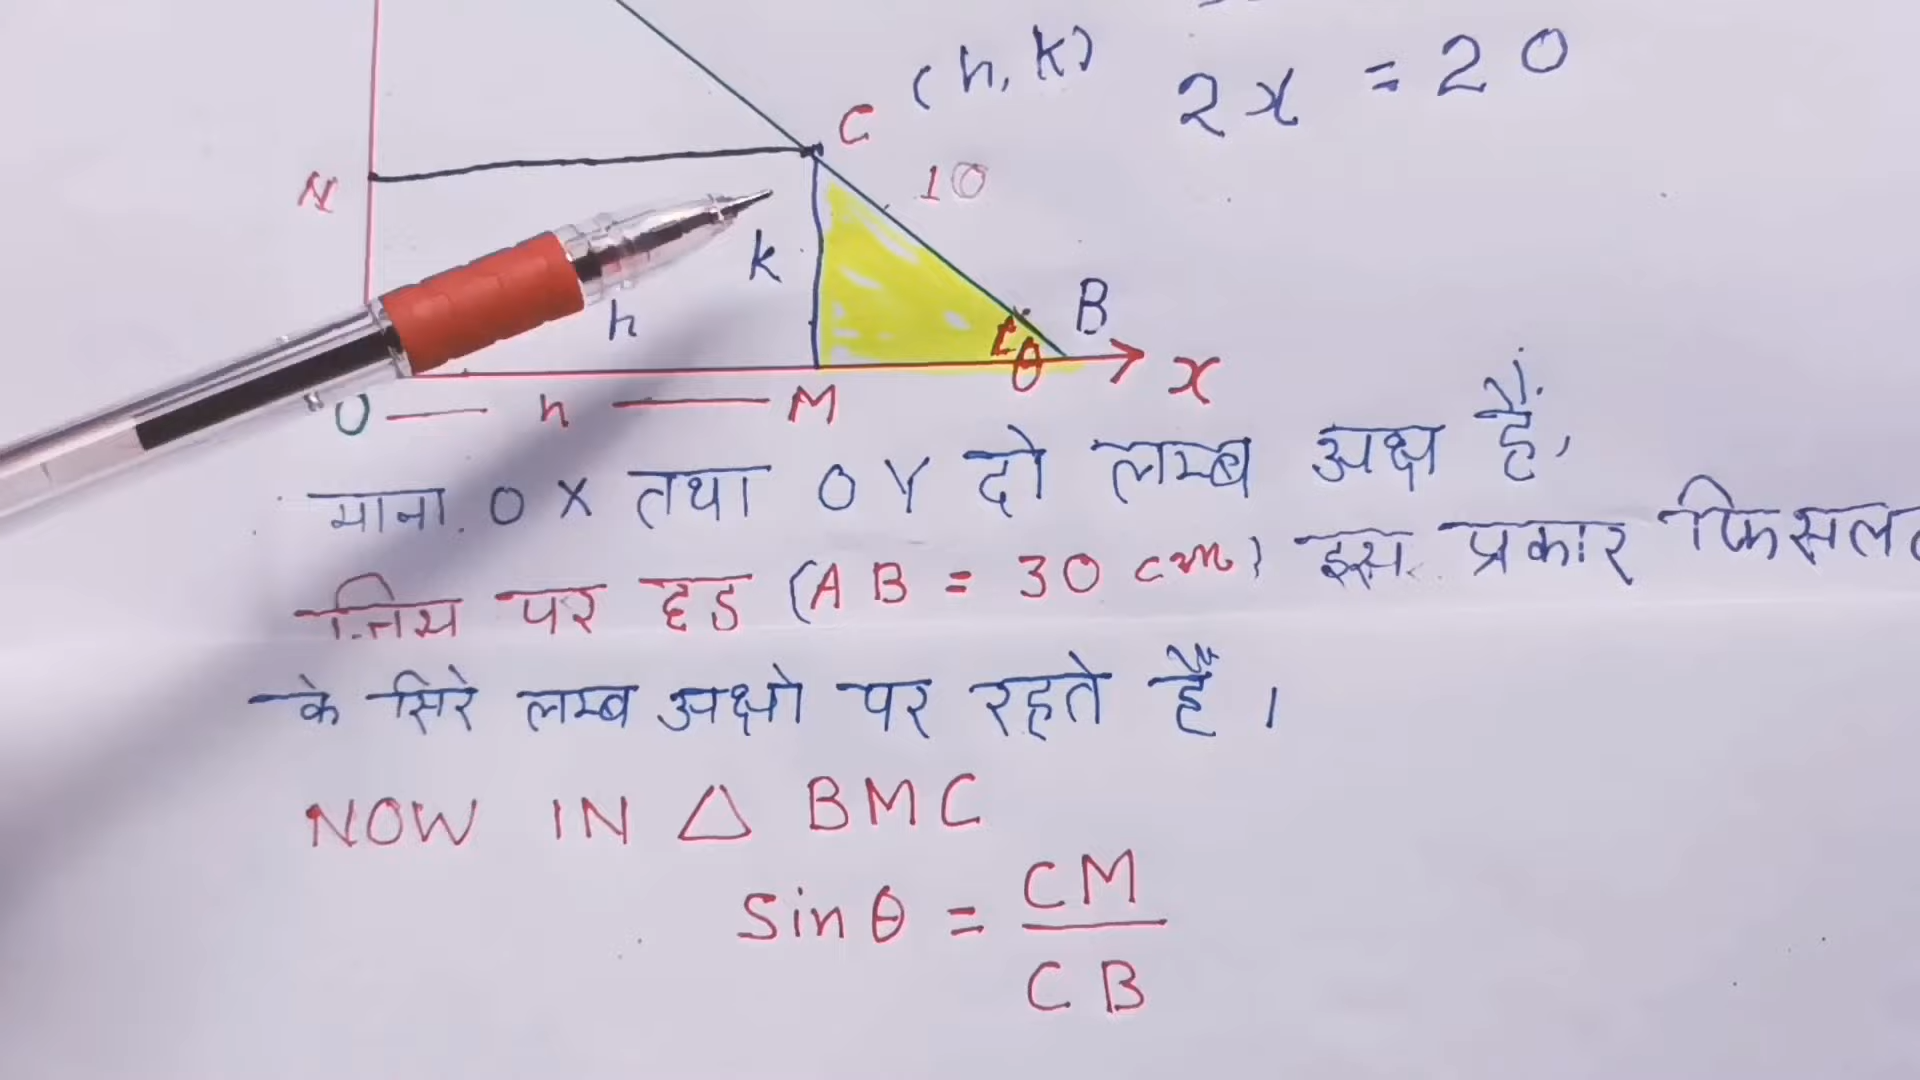 (h, k)
2x = 20
C
10
N
k
h
B
θ
x
O — h — M
माना OX तथा OY दो लम्ब अक्ष हैं,
जिस पर छड (AB = 30 cm) इस प्रकार फिसल
के सिरे लम्ब अक्षो पर रहते हैं ।
NOW IN △ BMC
Sin θ = CM
CB